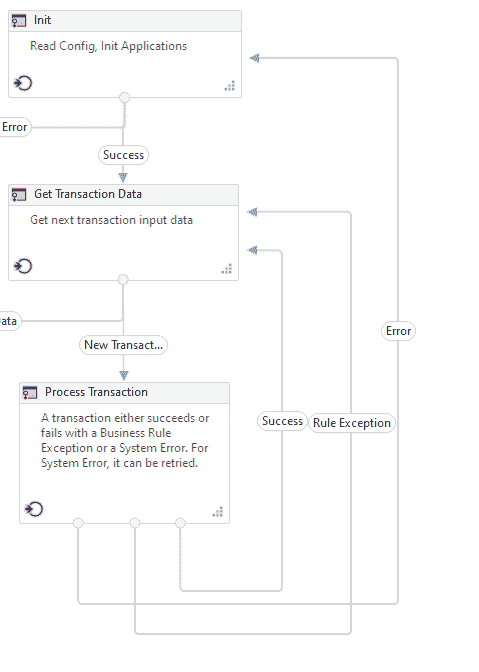 Init
Read Config, Init Applications
Error
Success
Get Transaction Data
Get next transaction input data
ata
New Transact...
Error
Process Transaction
A transaction either succeeds or
fails with a Business Rule
Exception or a System Error. For
System Error, it can be retried.
Success
Rule Exception